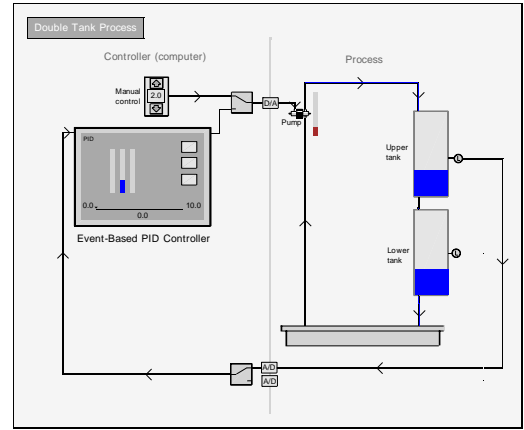 Double Tank Process
Controller (computer)
Process
Manual
control
2.0
D/A
Pump
PID
Upper
tank
L
0.0
10.0
0.0
Event-Based PID Controller
Lower
tank
L
A/D
A/D